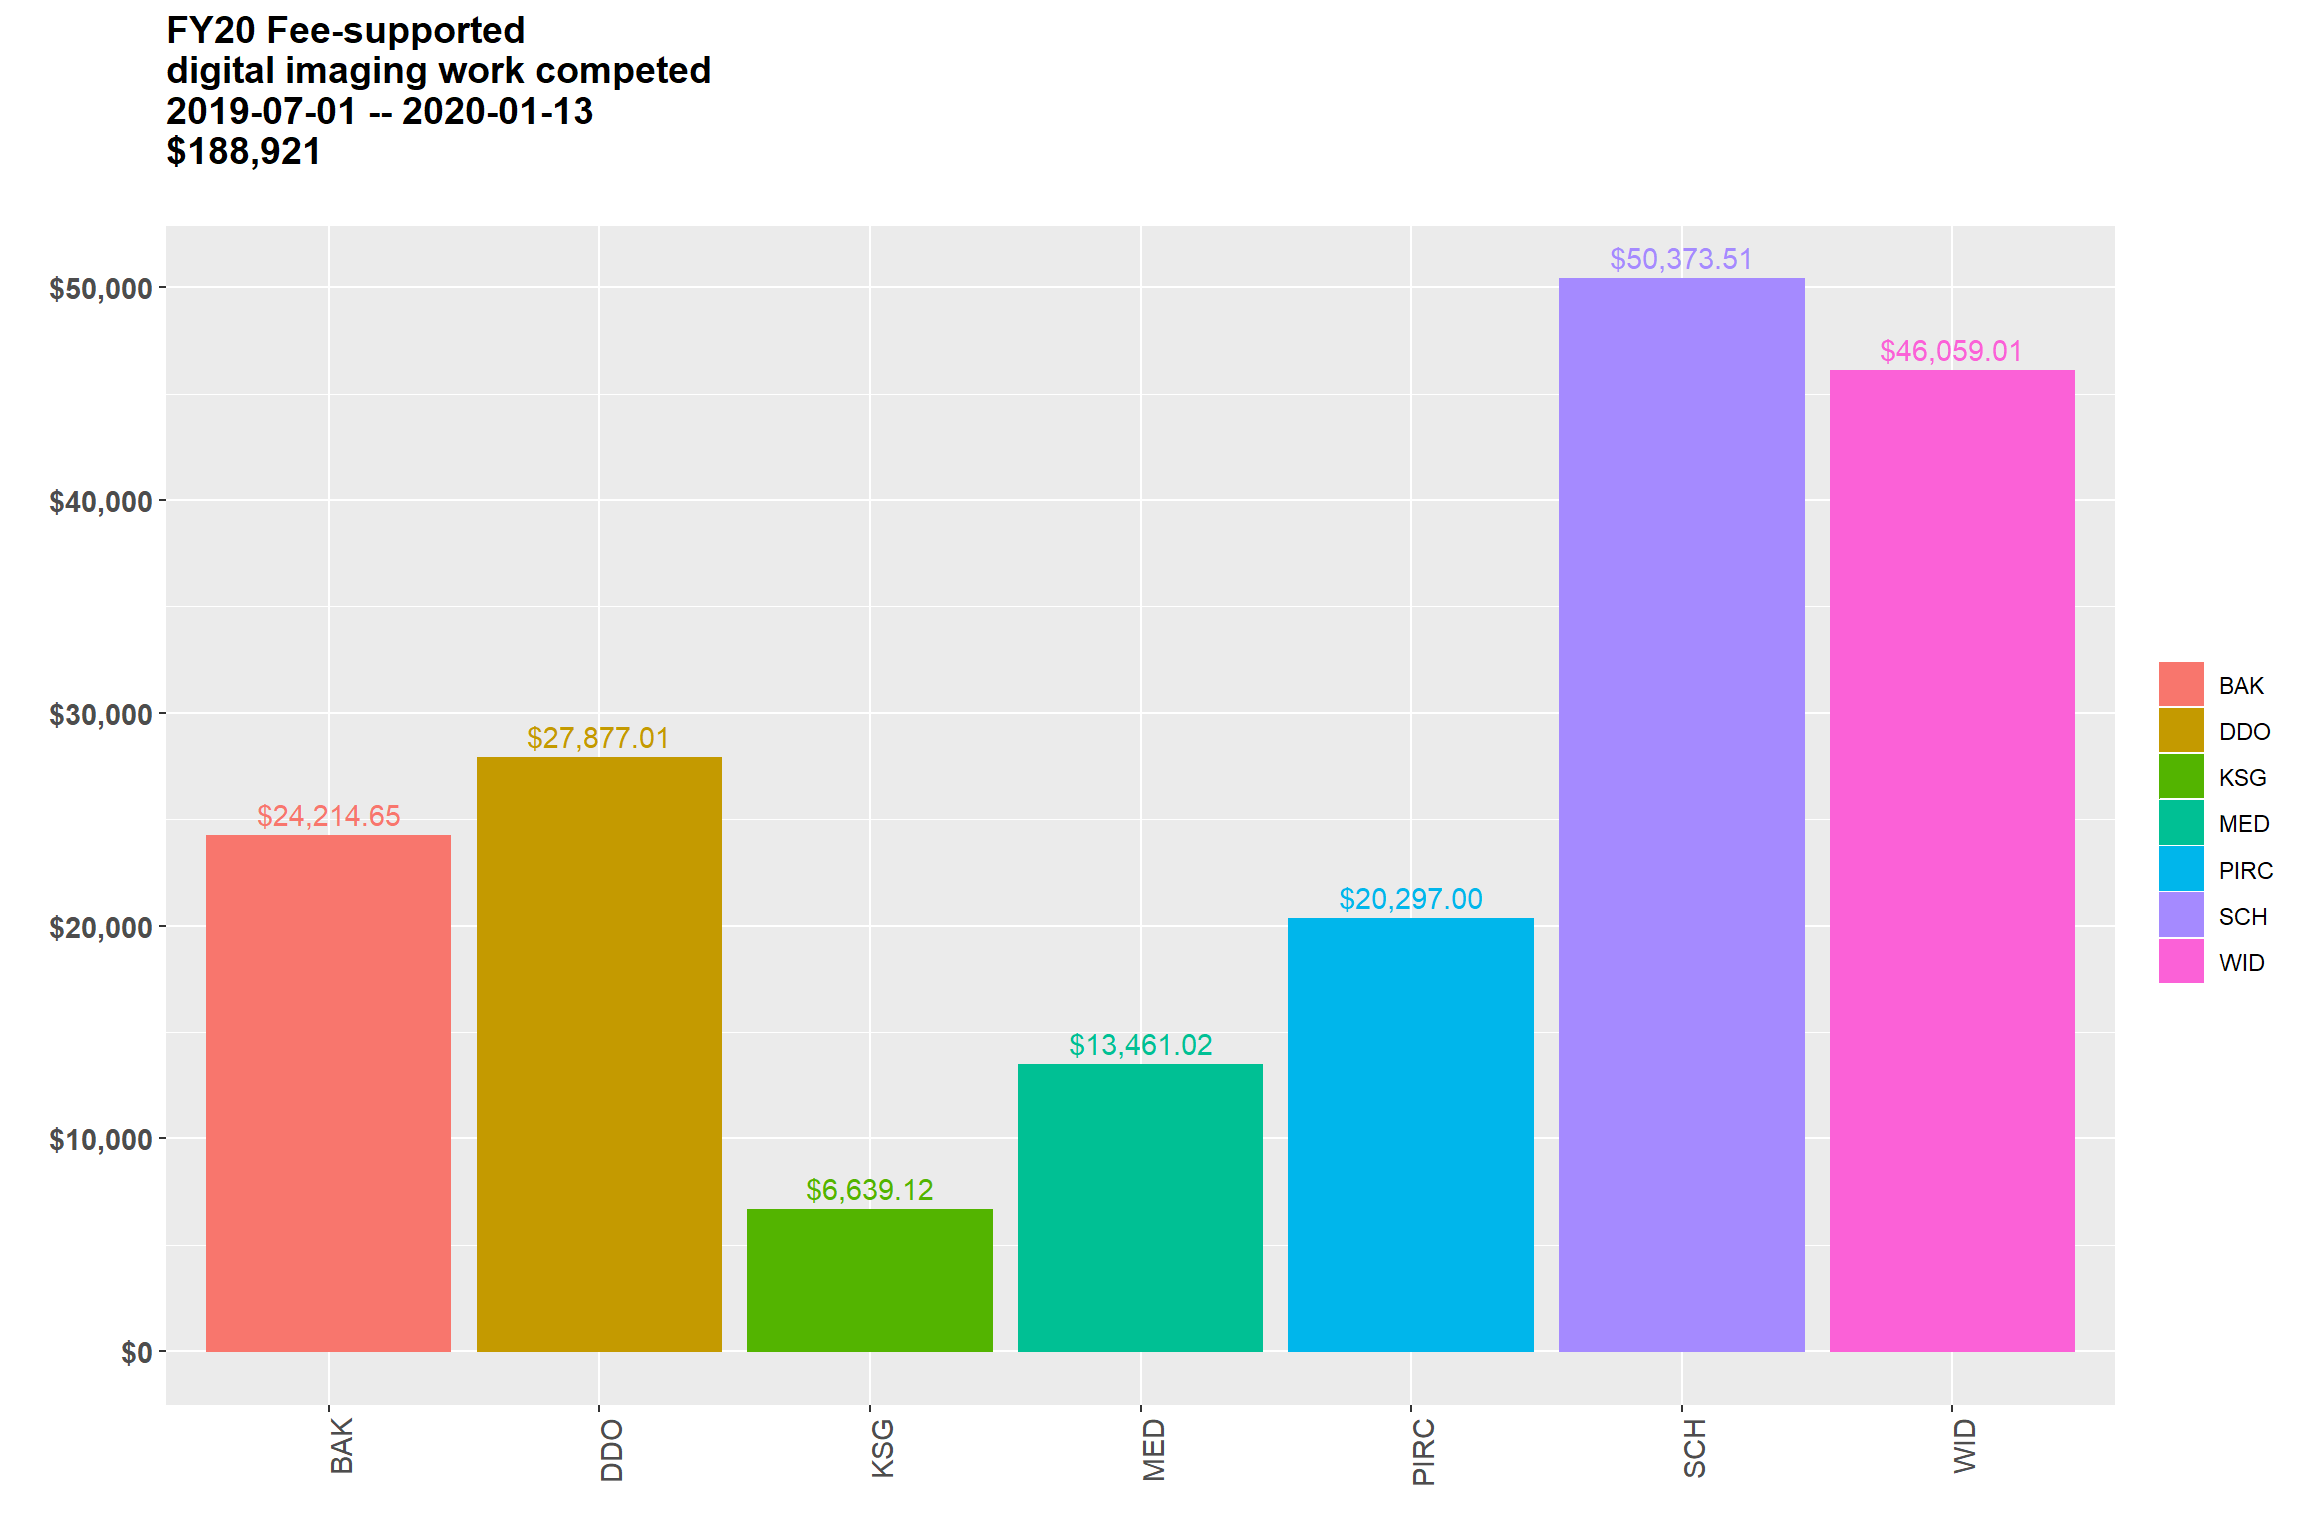 FY20 Fee-supported
digital imaging work competed
2019-07-01 -- 2020-01-13
$188,921
$50,000
$40,000
$30,000
$20,000
$10,000
$0
$24,214.65
$27,877.01
$6,639.12
$13,461.02
$20,297.00
$50,373.51
$46,059.01
BAK
DDO
KSG
MED
PIRC
SCH
WID
BAK
DDO
KSG
MED
PIRC
SCH
WID